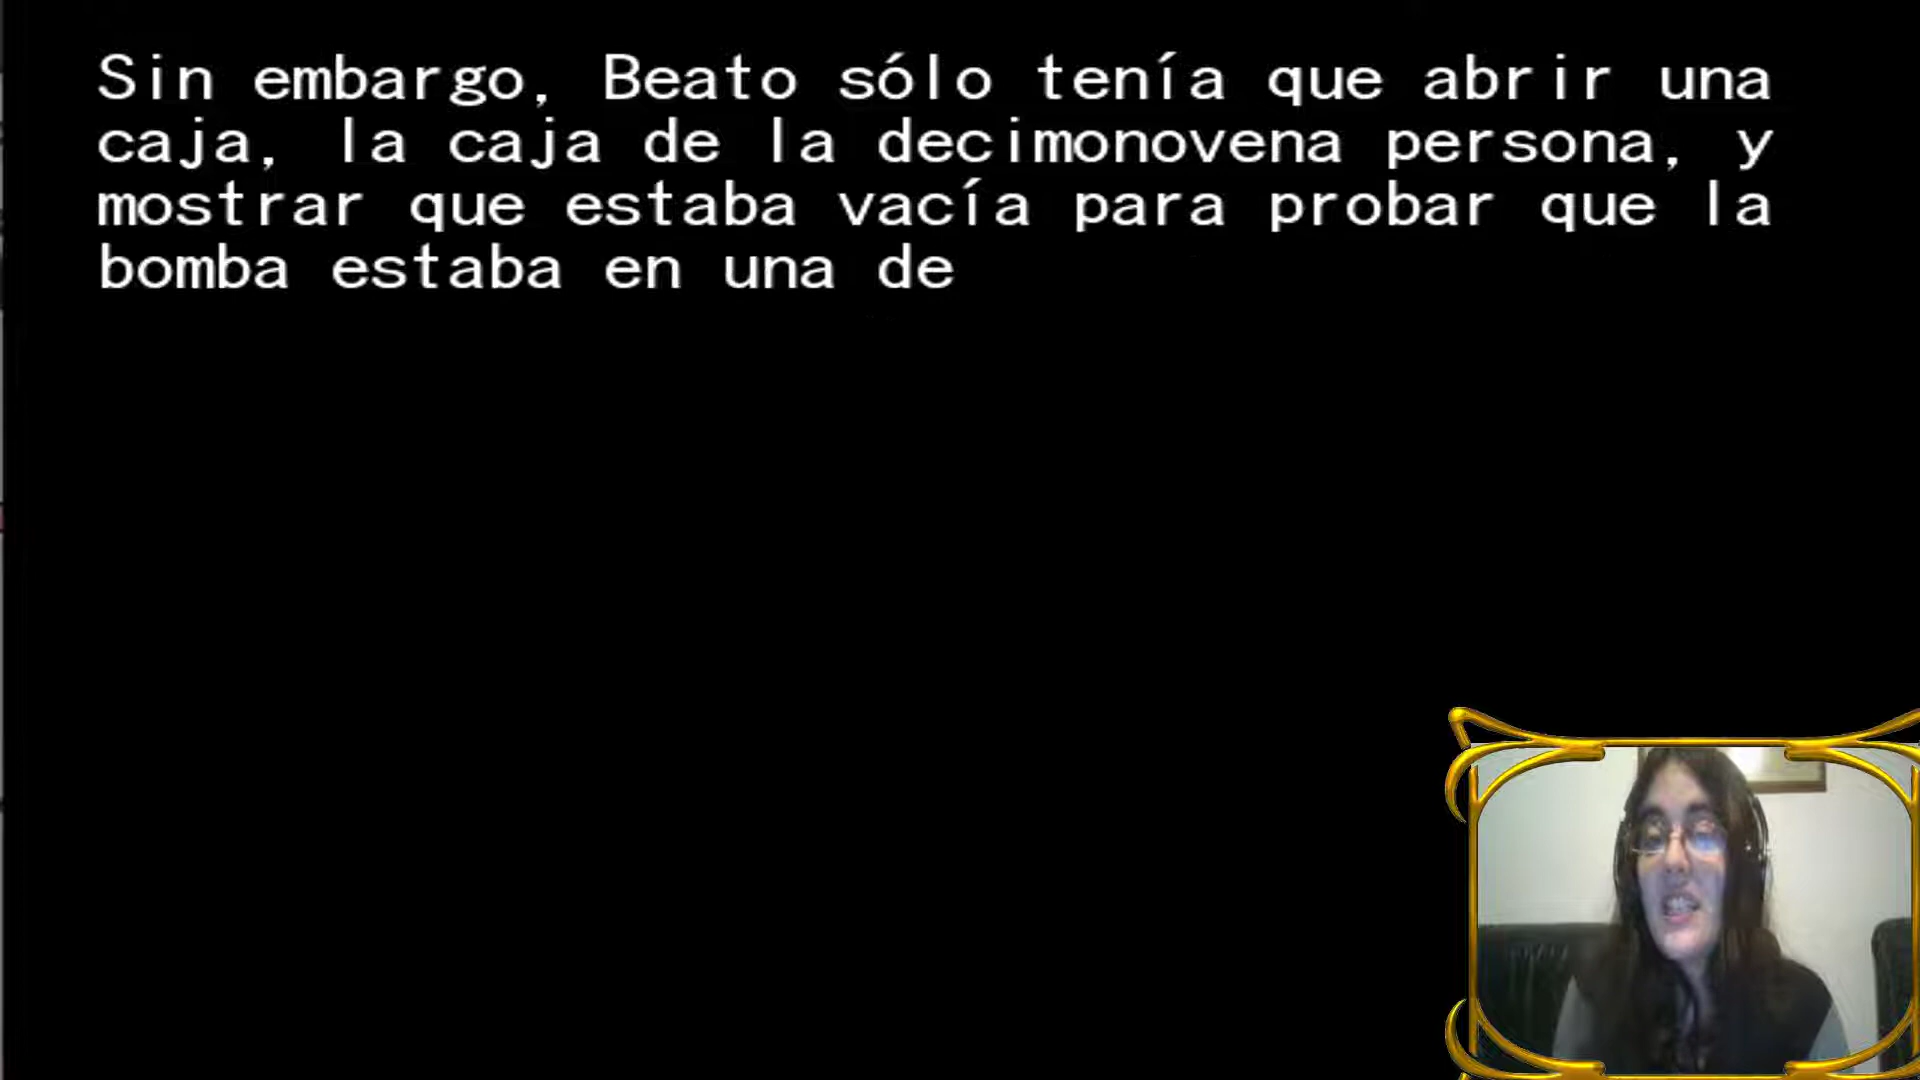 Sin embargo, Beato sólo tenía que abrir una
caja, la caja de la decimonovena persona, y
mostrar que estaba vacía para probar que la
bomba estaba en una de